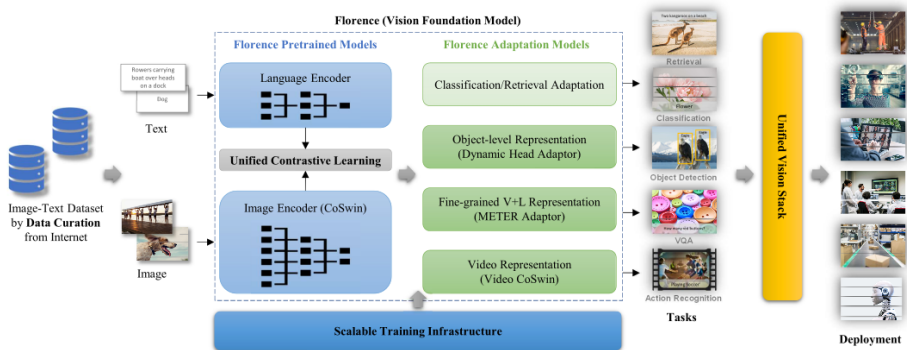 Florence (Vision Foundation Model)
Florence Pretrained Models
Florence Adaptation Models
Rowers carrying
boat over heads
on a dock
Dog
Text
Image-Text Dataset
by Data Curation
from Internet
Image
Language Encoder
Unified Contrastive Learning
Image Encoder (CoSwin)
Classification/Retrieval Adaptation
Object-level Representation
(Dynamic Head Adaptor)
Fine-grained V+L Representation
(METER Adaptor)
Video Representation
(Video CoSwin)
Scalable Training Infrastructure
Retrieval
Flower
Classification
Object Detection
VQA
Action Recognition
Tasks
Unified Vision Stack
Deployment